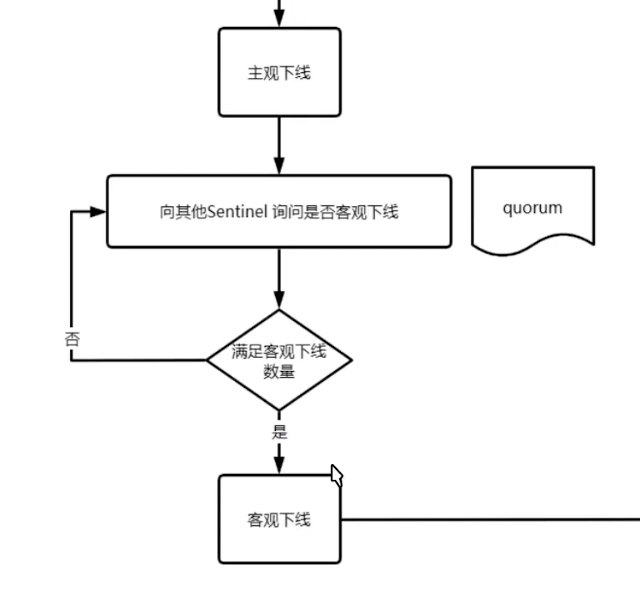 主观下线
向其他Sentinel 询问是否客观下线
quorum
否
满足客观下线
数量
是
客观下线